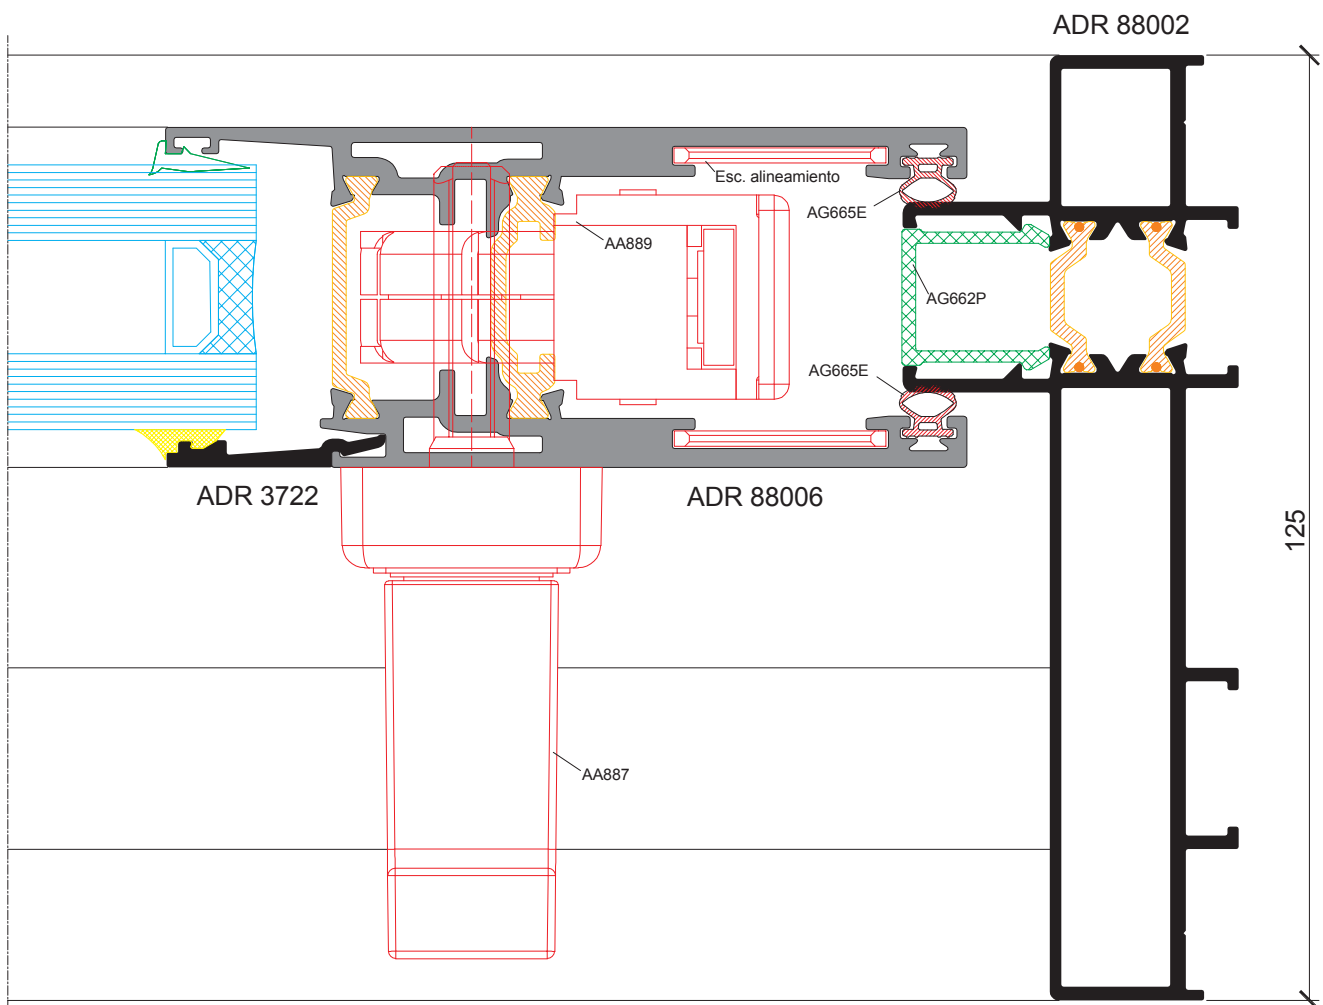 ADR 88002
Esc. alineamiento
AG665E
AA889
AG662P
AG665E
ADR 3722
ADR 88006
125
AA887